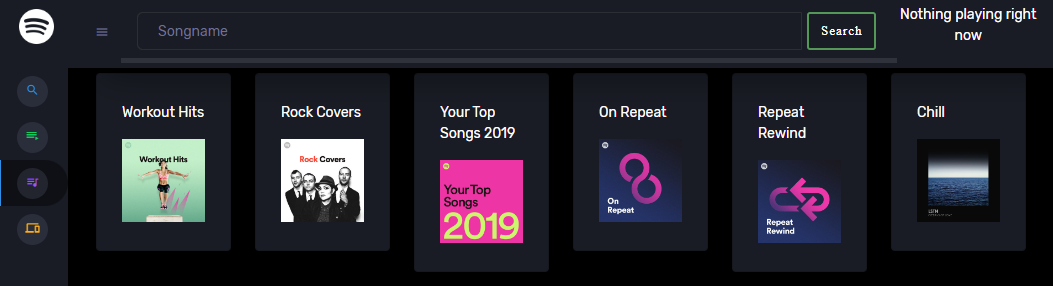 Songname
Search
Nothing playing right
now
Workout Hits
Rock Covers
Your Top
Songs 2019
On Repeat
Repeat
Rewind
Chill
Workout Hits
Rock Covers
Your Top
Songs
2019
On
Repeat
Repeat
Rewind